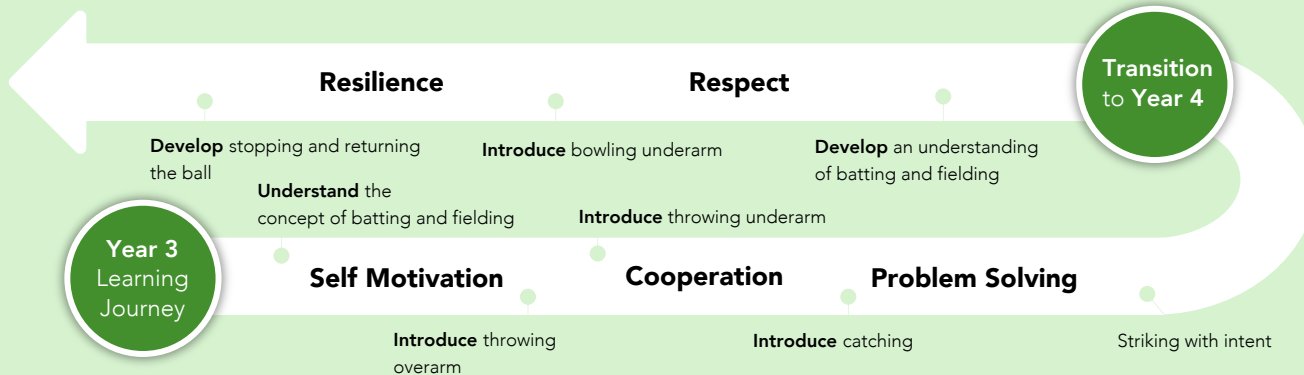 Resilience
Respect
Transition
to Year 4
Develop stopping and returning
the ball
Introduce bowling underarm
Develop an understanding
of batting and fielding
Understand the
concept of batting and fielding
Introduce throwing underarm
Year 3
Learning
Journey
Self Motivation
Cooperation
Problem Solving
Introduce throwing
overarm
Introduce catching
Striking with intent